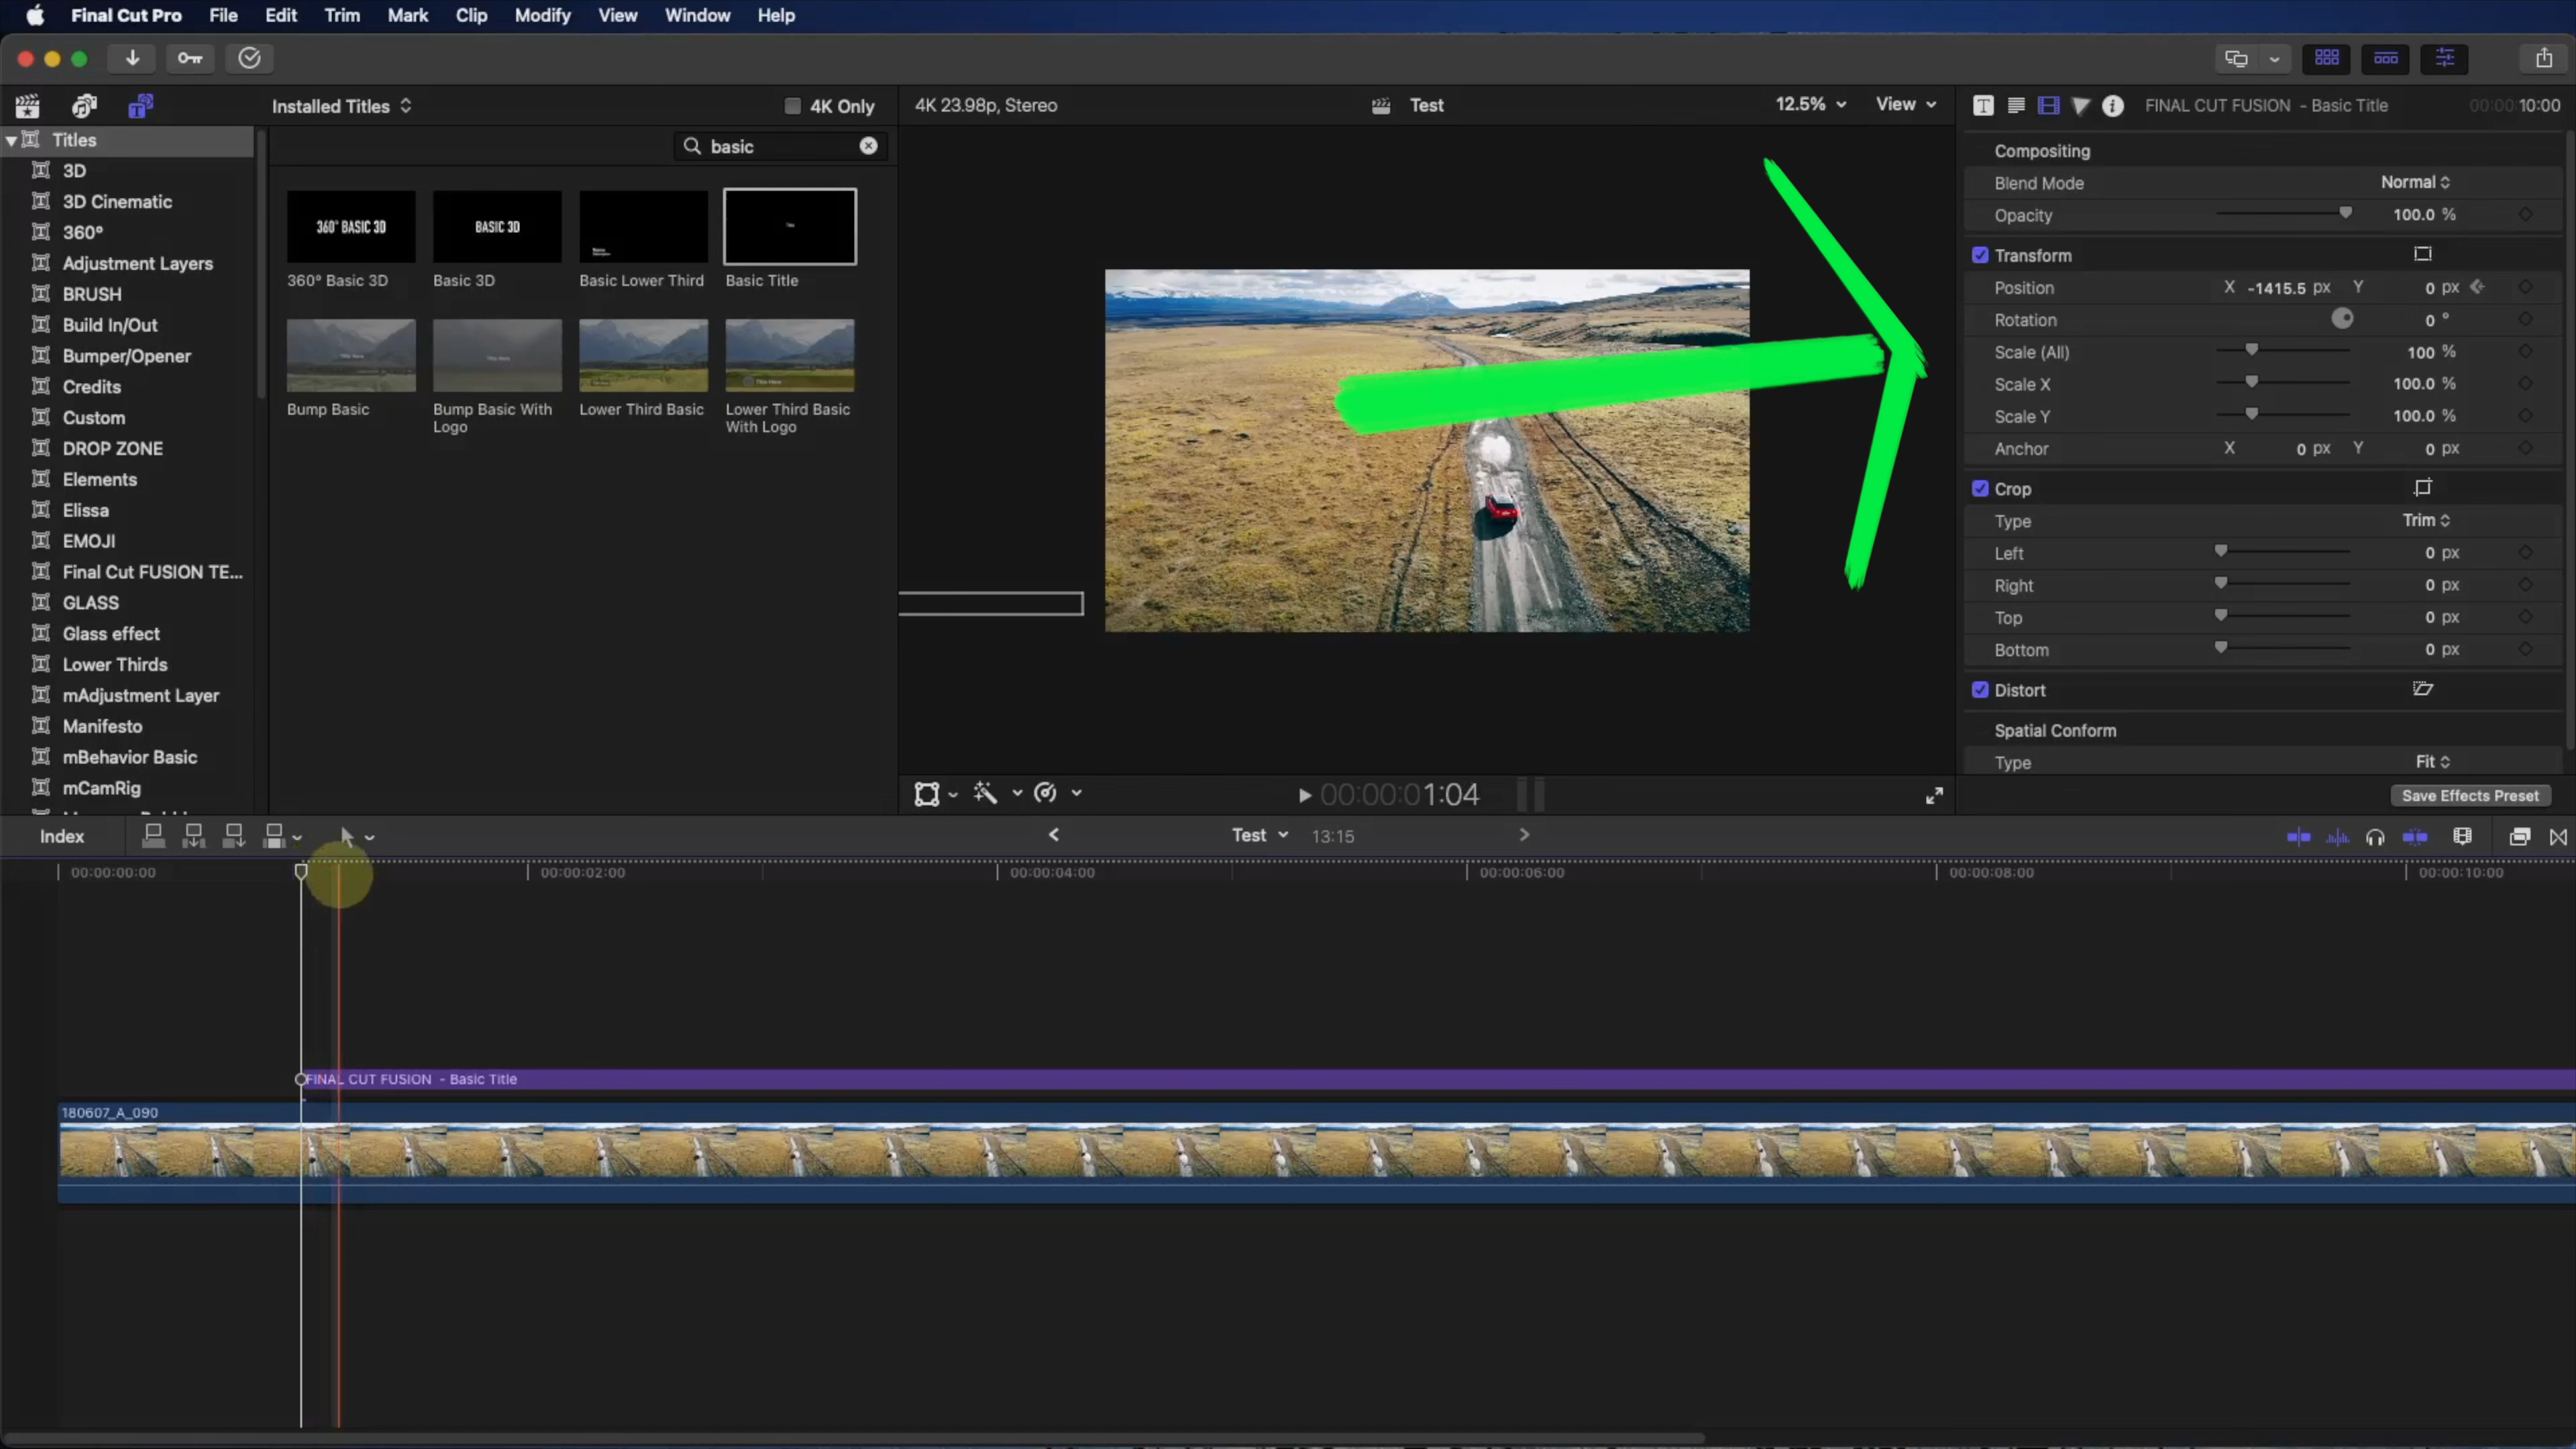 Final Cut Pro File Edit Trim Mark Clip Modify View Window Help
Installed Titles
4K Only
4K 23.98p, Stereo
Test
12.5%
View
FINAL CUT FUSION - Basic Title
00:00:10:00
Titles
3D
3D Cinematic
360°
Adjustment Layers
BRUSH
Build In/Out
Bumper/Opener
Credits
Custom
DROP ZONE
Elements
Elissa
EMOJI
Final Cut FUSION TE...
GLASS
Glass effect
Lower Thirds
mAdjustment Layer
Manifesto
mBehavior Basic
mCamRig
basic
360° BASIC 3D
BASIC 3D
Title
360° Basic 3D
Basic 3D
Basic Lower Third
Basic Title
Title Here
Title Here
Title Here
Bump Basic
Bump Basic With Logo
Lower Third Basic
Lower Third Basic With Logo
Compositing
Blend Mode Normal
Opacity 100.0 %
Transform
Position X -1415.5 px Y 0 px
Rotation 0 °
Scale (All) 100 %
Scale X 100.0 %
Scale Y 100.0 %
Anchor X 0 px Y 0 px
Crop
Type Trim
Left 0 px
Right 0 px
Top 0 px
Bottom 0 px
Distort
Spatial Conform
Type Fit
Save Effects Preset
00:00:01:04
Index
Test 13:15
00:00:00:00 00:00:02:00 00:00:04:00 00:00:06:00 00:00:08:00 00:00:10:00
FINAL CUT FUSION - Basic Title
180607_A_090